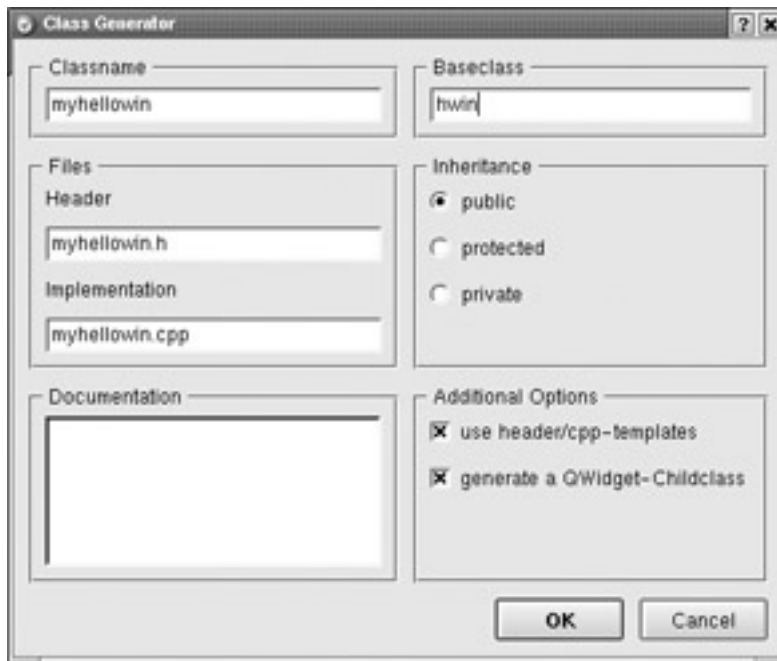 Class Generator
?
Classname
myhellowin
Baseclass
hwin
Files
Header
myhellowin.h
Implementation
myhellowin.cpp
Inheritance
public
protected
private
Documentation
Additional Options
use header/cpp-templates
generate a QWidget-Childclass
OK
Cancel